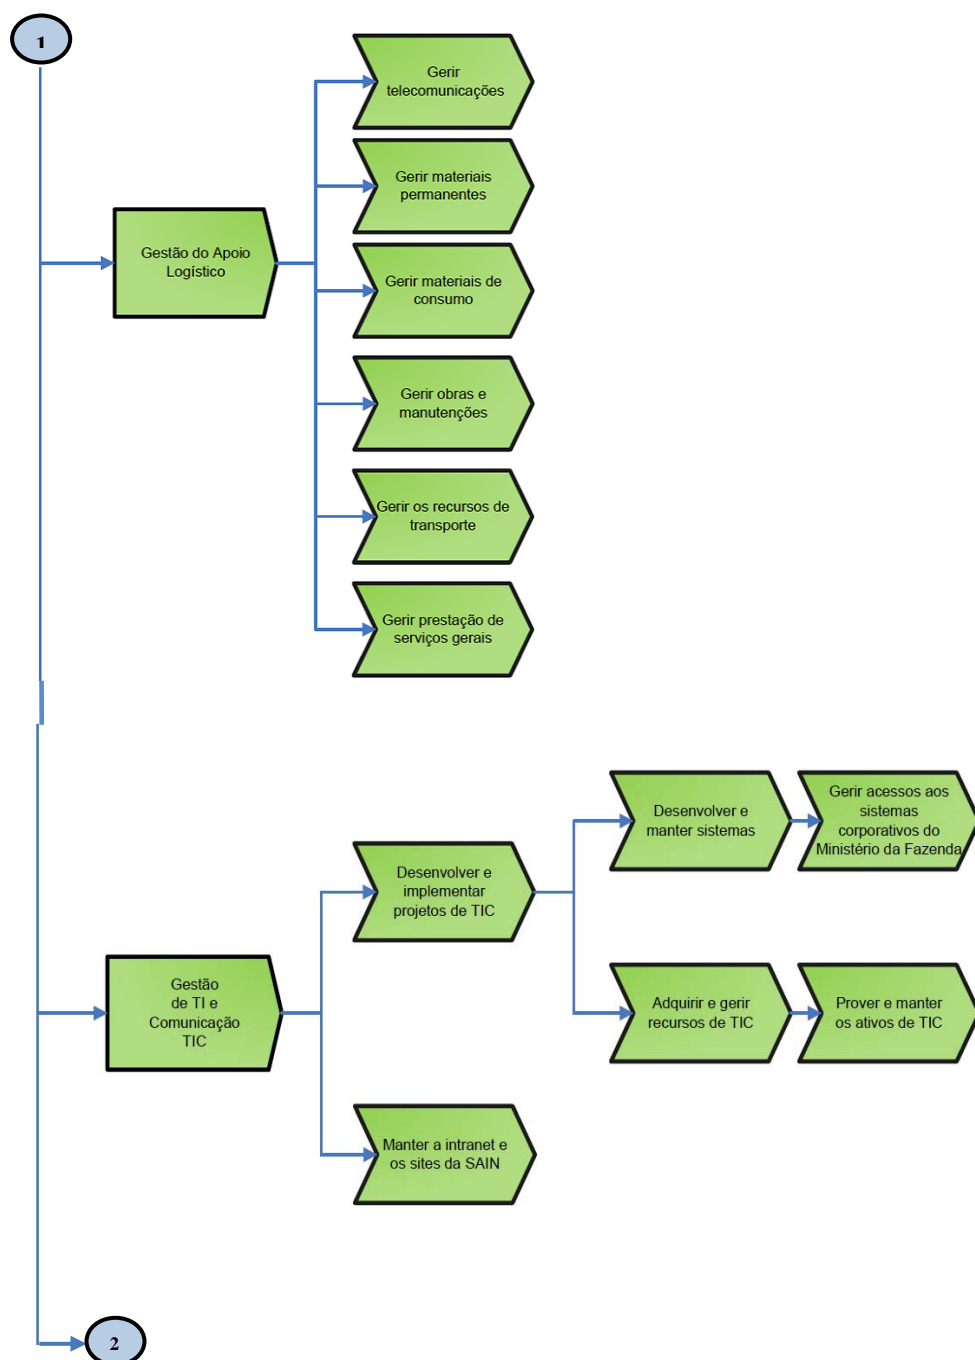 1
Gerir
telecomunicações
Gerir materiais
permanentes
Gestão do Apoio
Logístico
Gerir materiais de
consumo
Gerir obras e
manutenções
Gerir os recursos de
transporte
Gerir prestação de
serviços gerais
Desenvolver e
manter sistemas
Gerir acessos aos
sistemas
corporativos do
Ministério da Fazenda
Desenvolver e
implementar
projetos de TIC
Gestão
de TI e
Comunicação
TIC
Adquirir e gerir
recursos de TIC
Prover e manter
os ativos de TIC
Manter a intranet e
os sites da SAIN
2